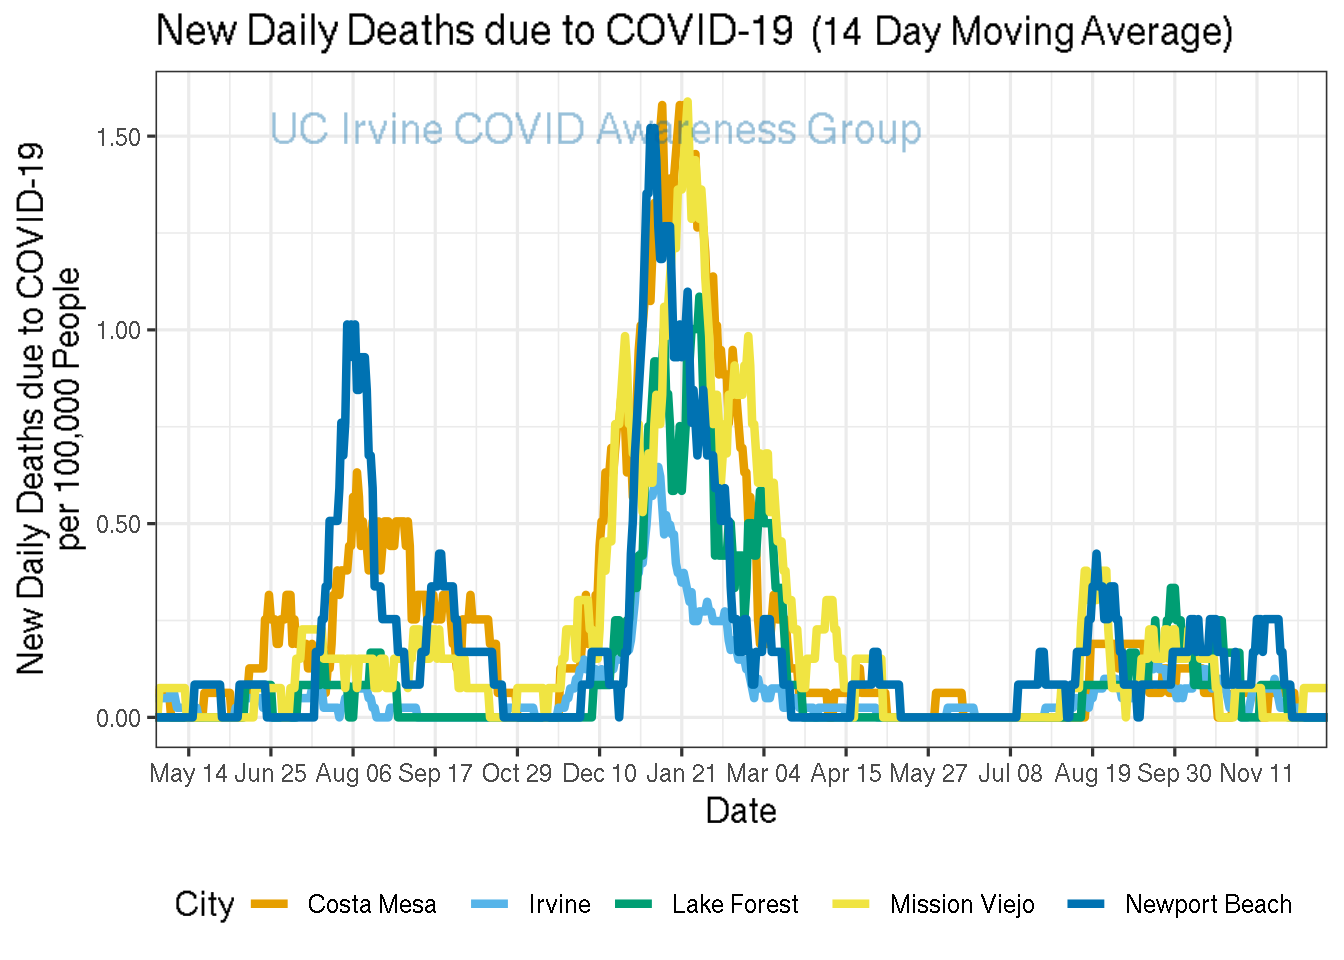 New Daily Deaths due to COVID-19 (14 Day Moving Average)
UC Irvine COVID Awareness Group
New Daily Deaths due to COVID-19
per 100,000 People
1.50
1.00
0.50
0.00
May 14 Jun 25 Aug 06 Sep 17 Oct 29 Dec 10 Jan 21 Mar 04 Apr 15 May 27 Jul 08 Aug 19 Sep 30 Nov 11
Date
City Costa Mesa Irvine Lake Forest Mission Viejo Newport Beach